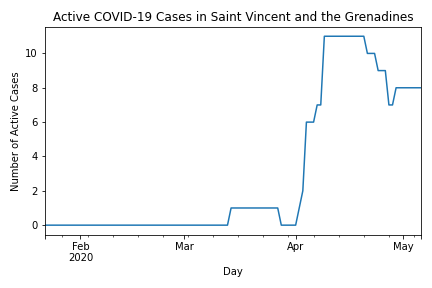 Active COVID-19 Cases in Saint Vincent and the Grenadines
Number of Active Cases
10
8
6
4
2
0
Feb Mar Apr May
2020
Day